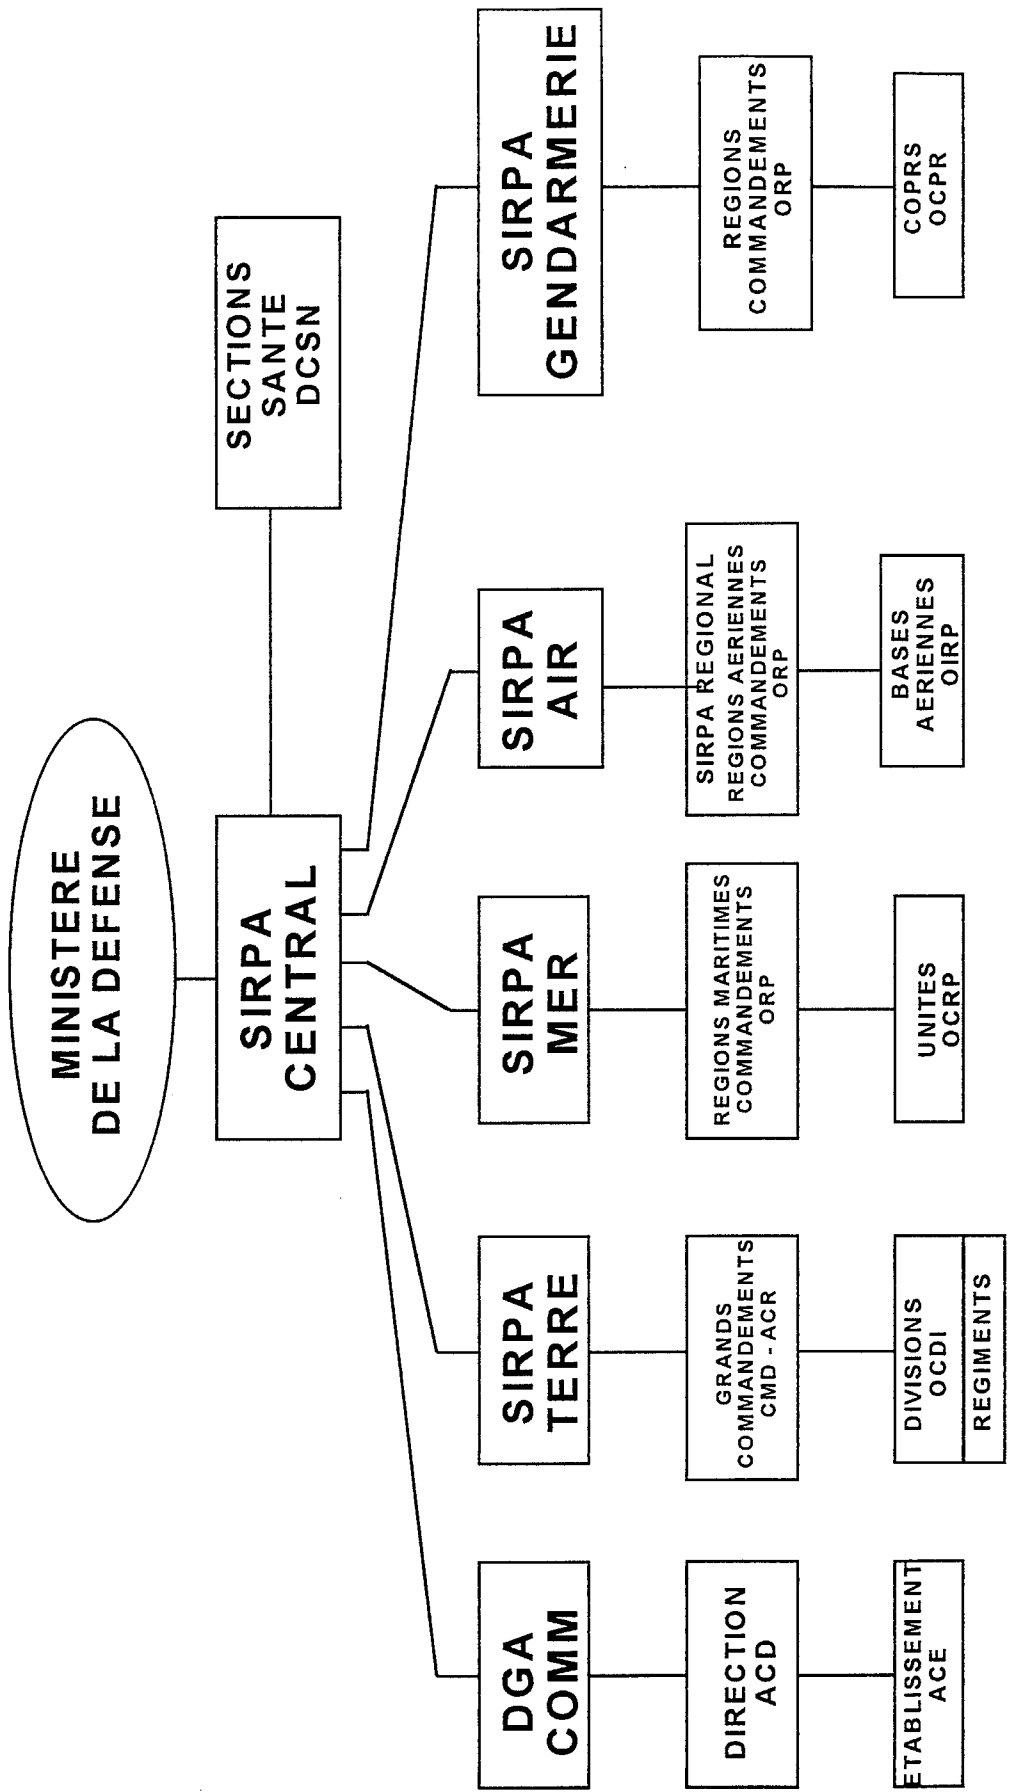 MINISTERE
DE LA DEFENSE
SIRPA
CENTRAL
SECTIONS
SANTE
DCSN
DGA
COMM
SIRPA
TERRE
SIRPA
MER
SIRPA
AIR
SIRPA
GENDARMERIE
DIRECTION
ACD
GRANDS
COMMANDEMENTS
CMD - ACR
REGIONS MARITIMES
COMMANDEMENTS
ORP
SIRPA REGIONAL
REGIONS AERIENNES
COMMANDEMENTS
ORP
REGIONS
COMMANDEMENTS
ORP
ETABLISSEMENT
ACE
DIVISIONS
OCDI
REGIMENTS
UNITES
OCRP
BASES
AERIENNES
OIRP
COPRS
OCPR